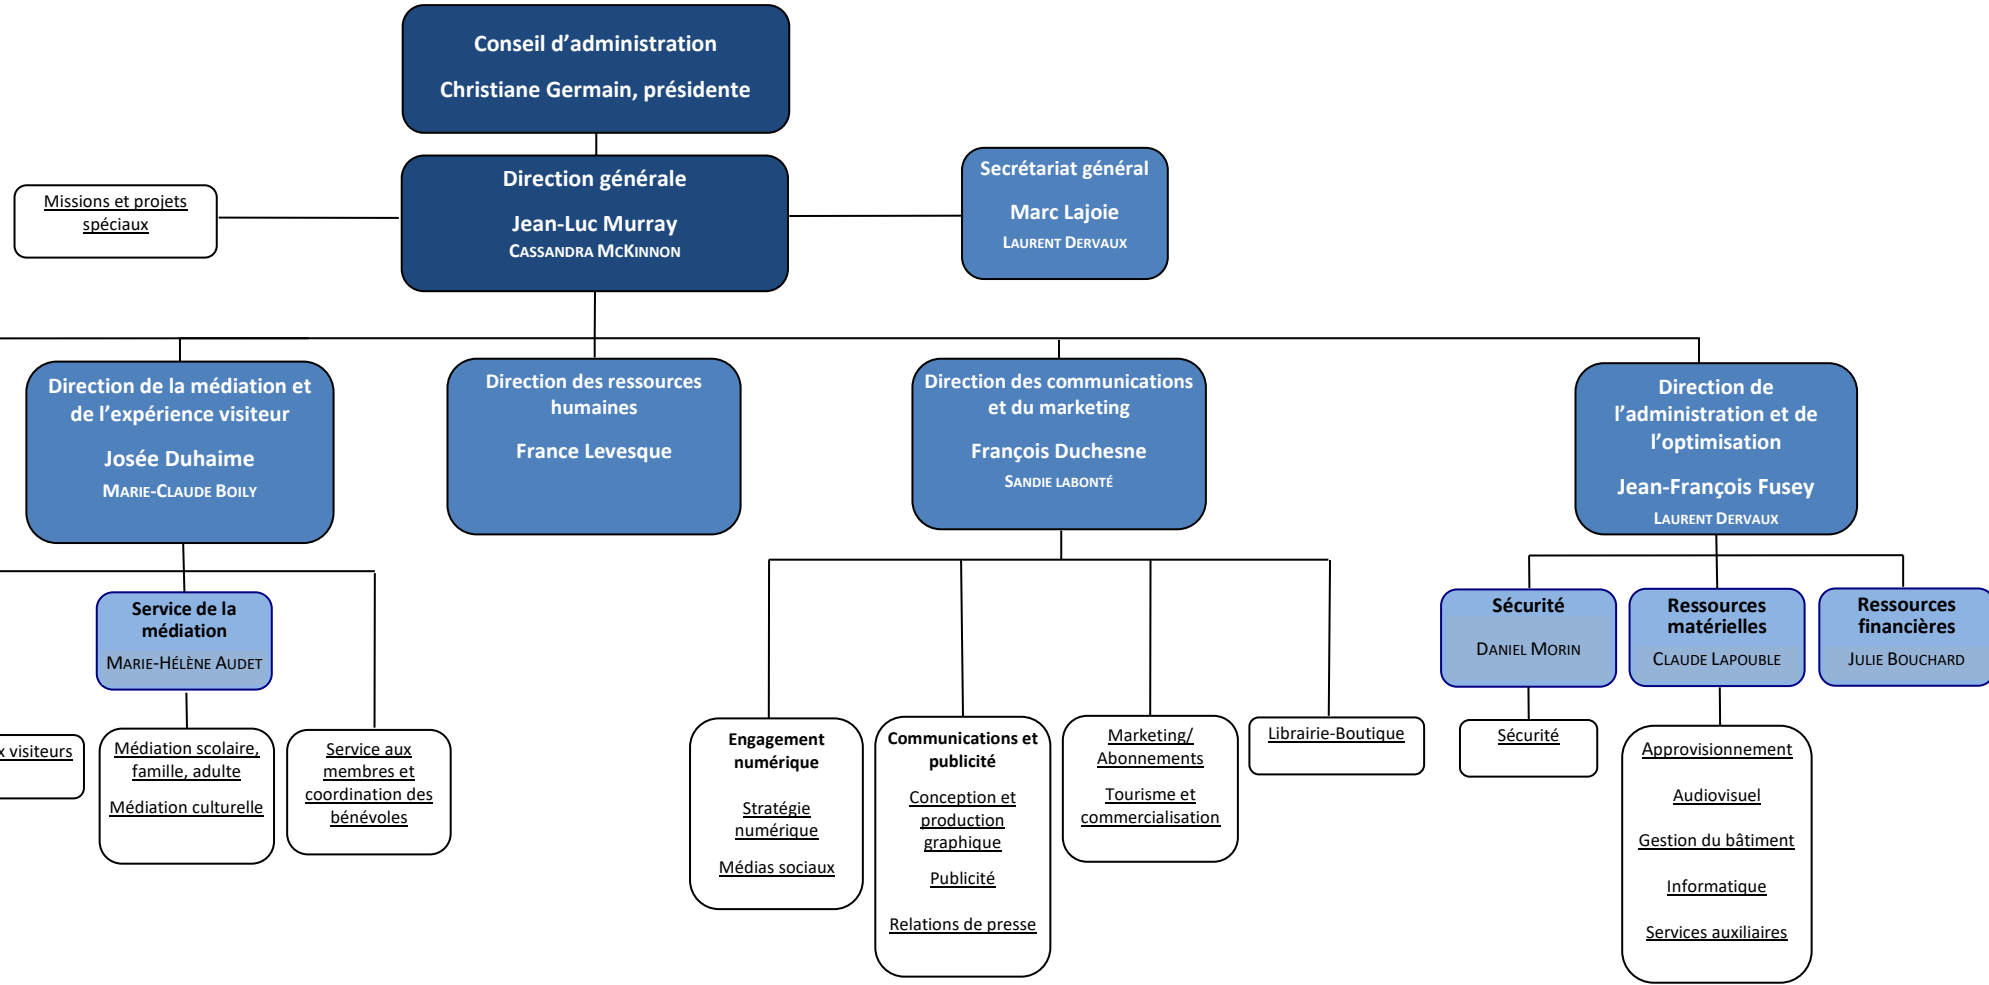 Conseil d’administration
Christiane Germain, présidente
Direction générale
Jean-Luc Murray
CASSANDRA MCKINNON
Missions et projets
spéciaux
Secrétariat général
Marc Lajoie
LAURENT DERVAUX
Direction de la médiation et
de l’expérience visiteur
Josée Duhaime
MARIE-CLAUDE BOILY
Direction des ressources
humaines
France Levesque
Direction des communications
et du marketing
François Duchesne
SANDIE LABONTÉ
Direction de
l’administration et de
l’optimisation
Jean-François Fusey
LAURENT DERVAUX
Service de la
médiation
MARIE-HÉLÈNE AUDET
Sécurité
DANIEL MORIN
Ressources
matérielles
CLAUDE LAPOUBLE
Ressources
financières
JULIE BOUCHARD
visiteurs
Médiation scolaire,
famille, adulte
Médiation culturelle
Service aux
membres et
coordination des
bénévoles
Engagement
numérique
Stratégie
numérique
Médias sociaux
Communications et
publicité
Conception et
production
graphique
Publicité
Relations de presse
Marketing/
Abonnements
Tourisme et
commercialisation
Librairie-Boutique
Sécurité
Approvisionnement
Audiovisuel
Gestion du bâtiment
Informatique
Services auxiliaires